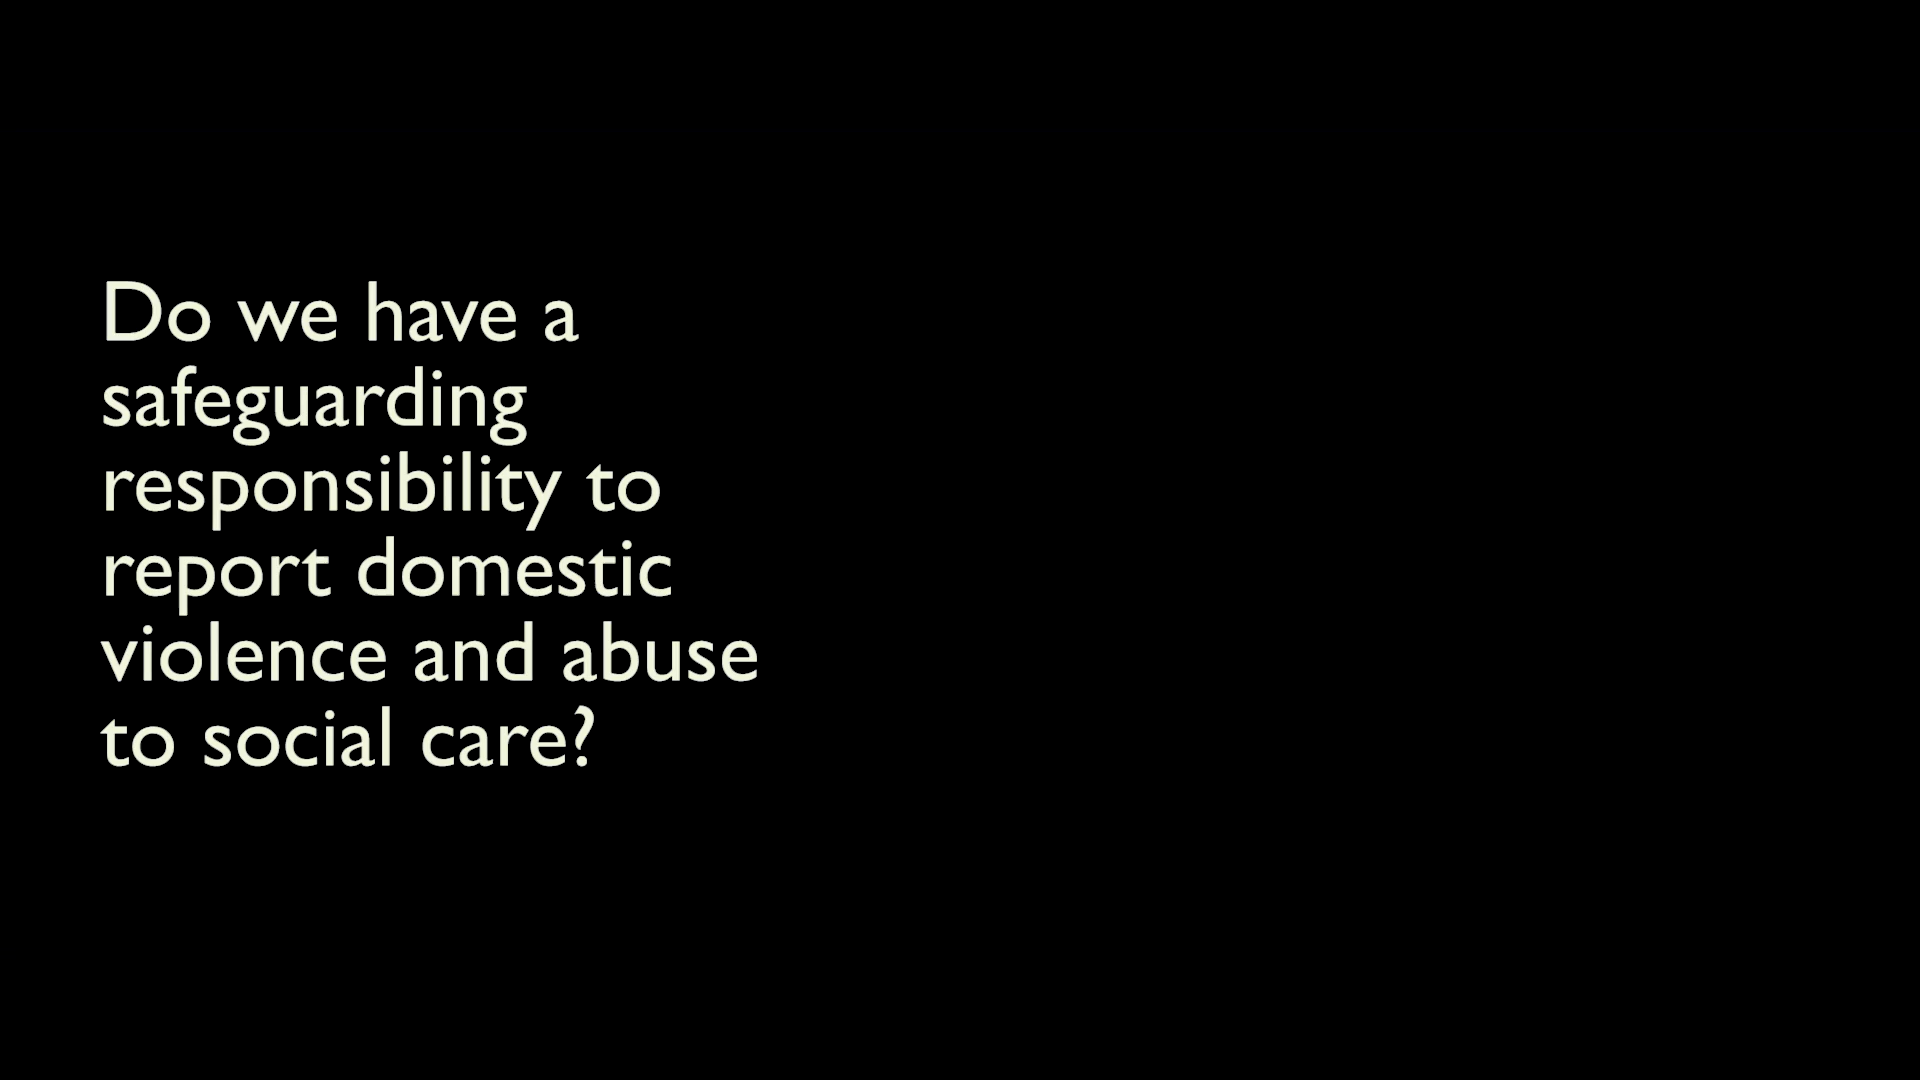 Do we have a
safeguarding
responsibility to
report domestic
violence and abuse
to social care?